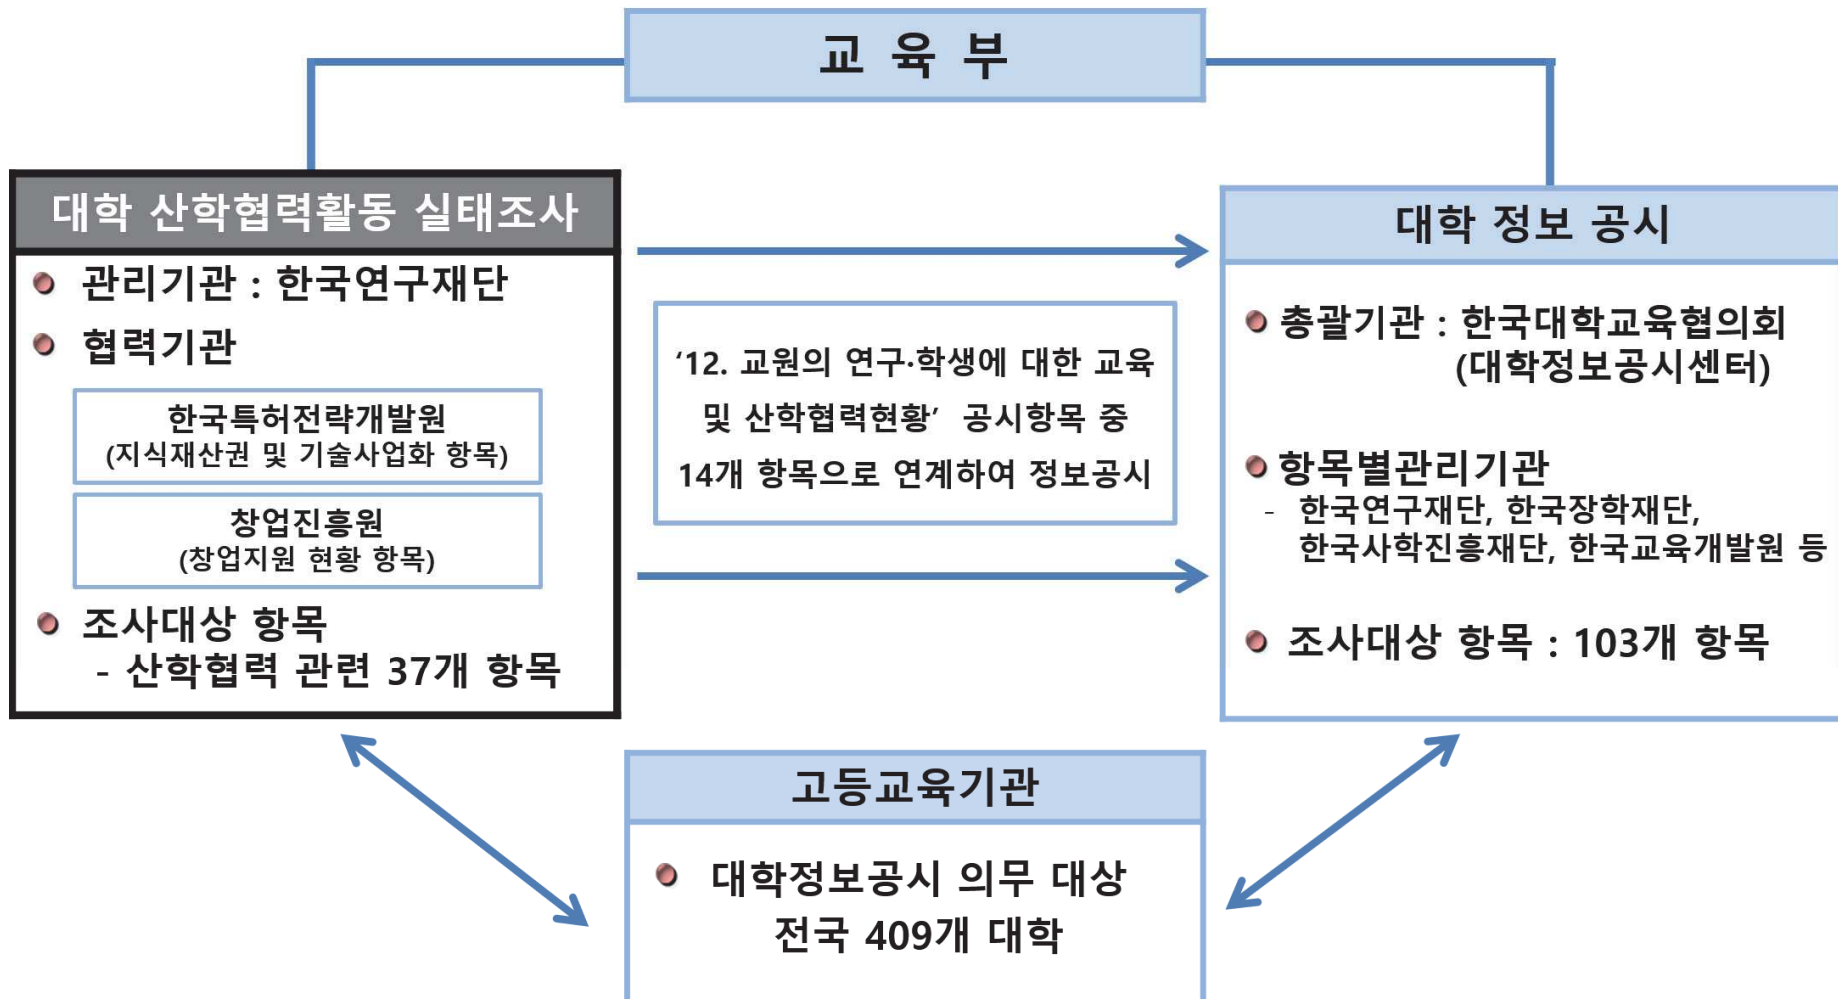 교 육 부
대학 산학협력활동 실태조사
관리기관 : 한국연구재단
협력기관
한국특허전략개발원
(지식재산권 및 기술사업화 항목)
창업진흥원
(창업지원 현황 항목)
조사대상 항목
- 산학협력 관련 37개 항목
‘12. 교원의 연구·학생에 대한 교육
및 산학협력현황’ 공시항목 중
14개 항목으로 연계하여 정보공시
대학 정보 공시
총괄기관 : 한국대학교육협의회
(대학정보공시센터)
항목별관리기관
- 한국연구재단, 한국장학재단,
한국사학진흥재단, 한국교육개발원 등
조사대상 항목 : 103개 항목
고등교육기관
대학정보공시 의무 대상
전국 409개 대학